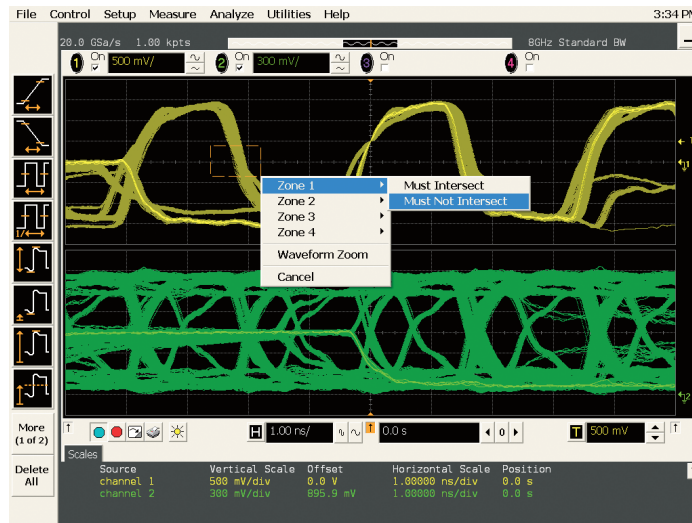 File Control Setup Measure Analyze Utilities Help 3:34 PM
20.0 GSa/s 1.00 kpts 8GHz Standard BW
1 On 500 mV/ 2 On 300 mV/ 3 On 4 On
Zone 1 Must Intersect
Zone 2 Must Not Intersect
Zone 3
Zone 4
Waveform Zoom
Cancel
1/
More
(1 of 2)
Delete
All
H 1.00 ns/ 0.0 s 0 T 500 mV
Scales
Source Vertical Scale Offset Horizontal Scale Position
channel 1 500 mV/div 0.0 V 1.00000 ns/div 0.0 s
channel 2 300 mV/div 895.9 mV 1.00000 ns/div 0.0 s